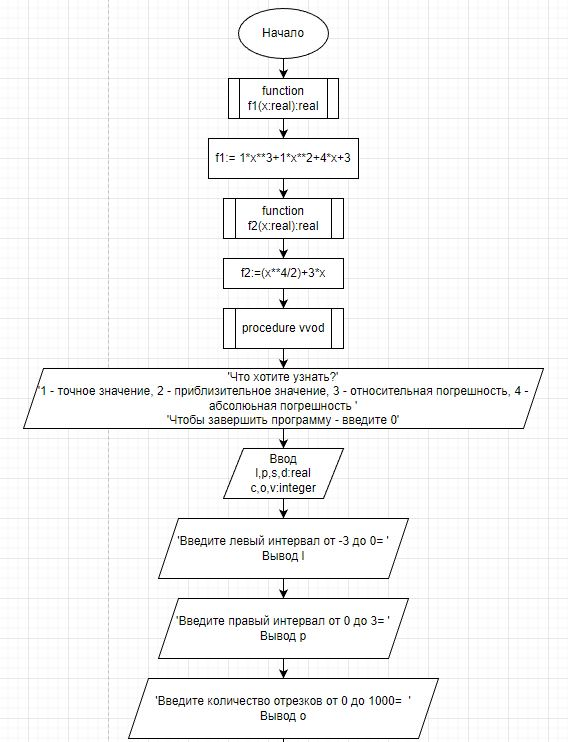 Начало
function
f1(x:real):real
f1:= 1*x**3+1*x**2+4*x+3
function
f2(x:real):real
f2:=(x**4/2)+3*x
procedure vvod
'Что хотите узнать?'
'1 - точное значение, 2 - приблизительное значение, 3 - относительная погрешность, 4 -
абсолюьная погрешность '
'Чтобы завершить программу - введите 0'
Ввод
l,p,s,d:real
c,o,v:integer
'Введите левый интервал от -3 до 0= '
Вывод l
'Введите правый интервал от 0 до 3= '
Вывод p
'Введите количество отрезков от 0 до 1000=  '
Вывод о